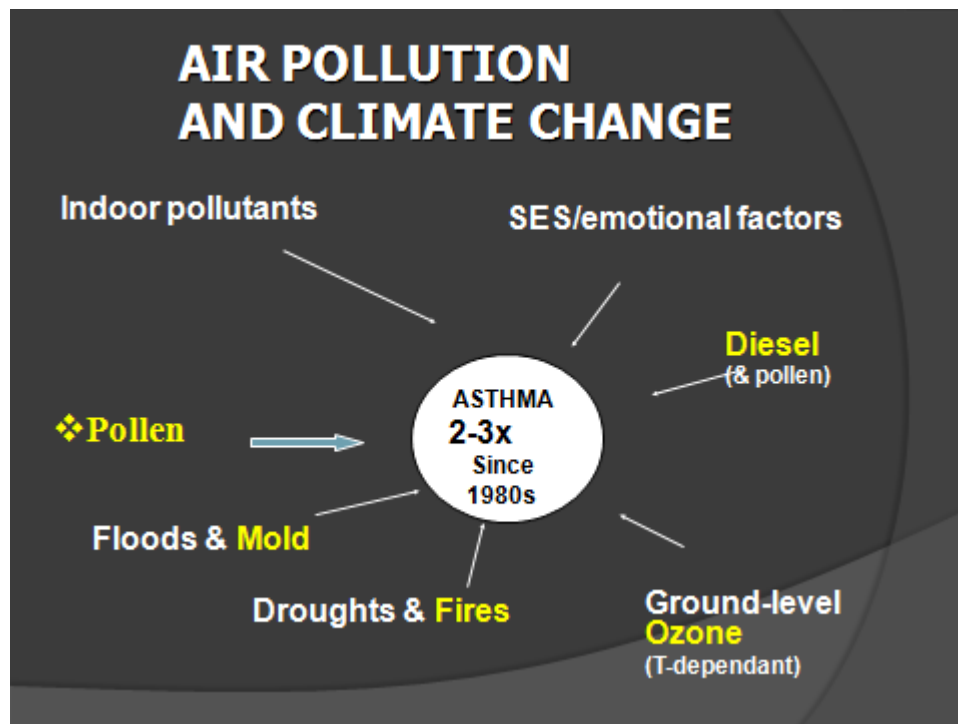 AIR POLLUTION
AND CLIMATE CHANGE
Indoor pollutants
SES/emotional factors
Diesel
(& pollen)
ASTHMA
2-3x
Since
1980s
❖Pollen
Floods & Mold
Droughts & Fires
Ground-level
Ozone
(T-dependant)